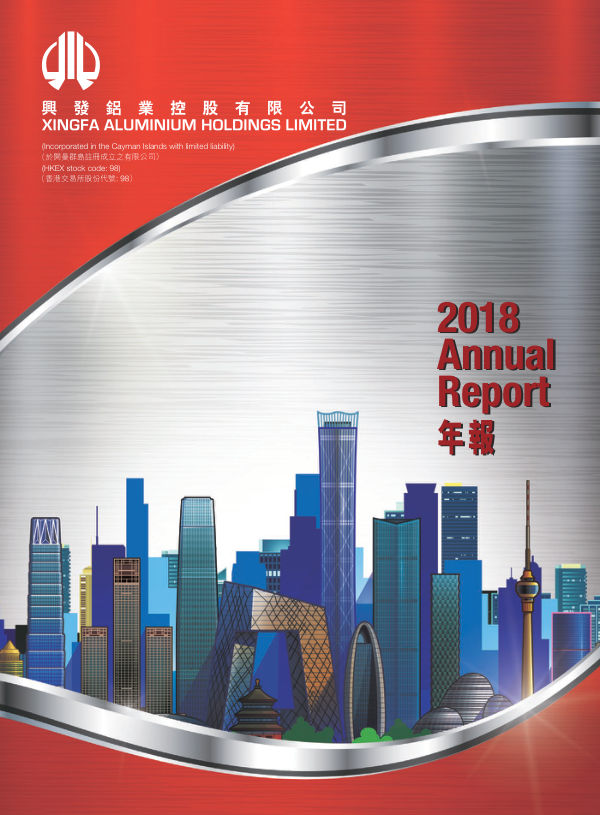 興發鋁業控股有限公司
XINGFA ALUMINIUM HOLDINGS LIMITED
(Incorporated in the Cayman Islands with limited liability)
(於開曼群島註冊成立之有限公司)
(HKEX stock code: 98)
(香港交易所股份代號: 98)
2018
Annual
Report
年報